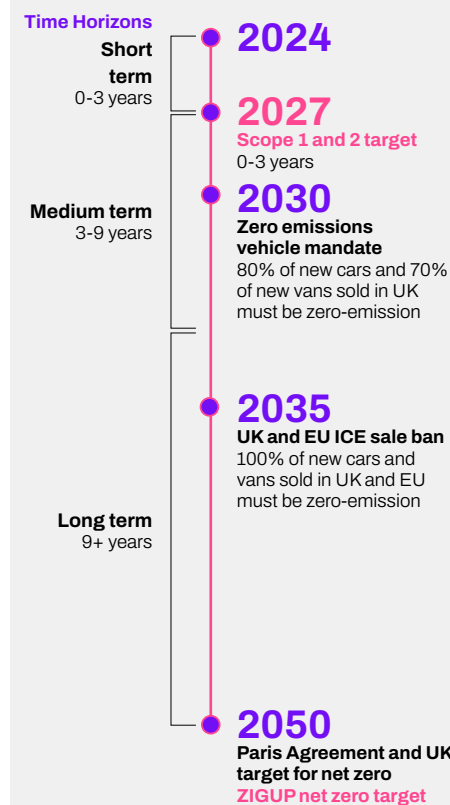 Time Horizons
Short
term
0-3 years
2024
2027
Scope 1 and 2 target
0-3 years
Medium term
3-9 years
2030
Zero emissions
vehicle mandate
80% of new cars and 70%
of new vans sold in UK
must be zero-emission
2035
UK and EU ICE sale ban
100% of new cars and
vans sold in UK and EU
must be zero-emission
Long term
9+ years
2050
Paris Agreement and UK
target for net zero
ZIGUP net zero target